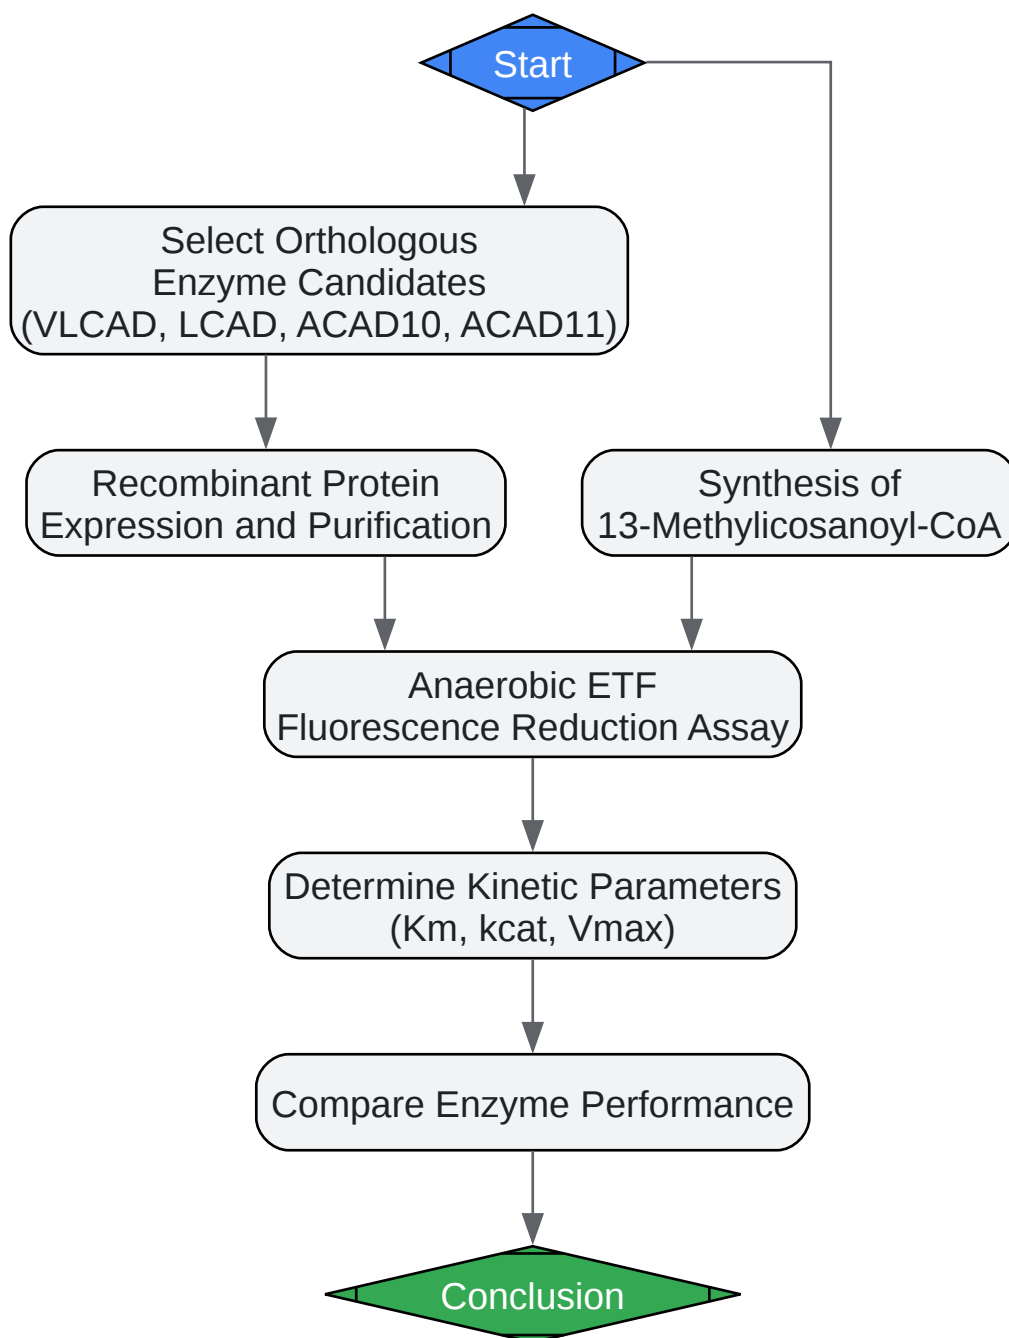 Start
Select Orthologous
Enzyme Candidates
(VLCAD, LCAD, ACAD10, ACAD11)
Recombinant Protein
Expression and Purification
Synthesis of
13-Methylicosanoyl-CoA
Anaerobic ETF
Fluorescence Reduction Assay
Determine Kinetic Parameters
(Km, kcat, Vmax)
Compare Enzyme Performance
Conclusion